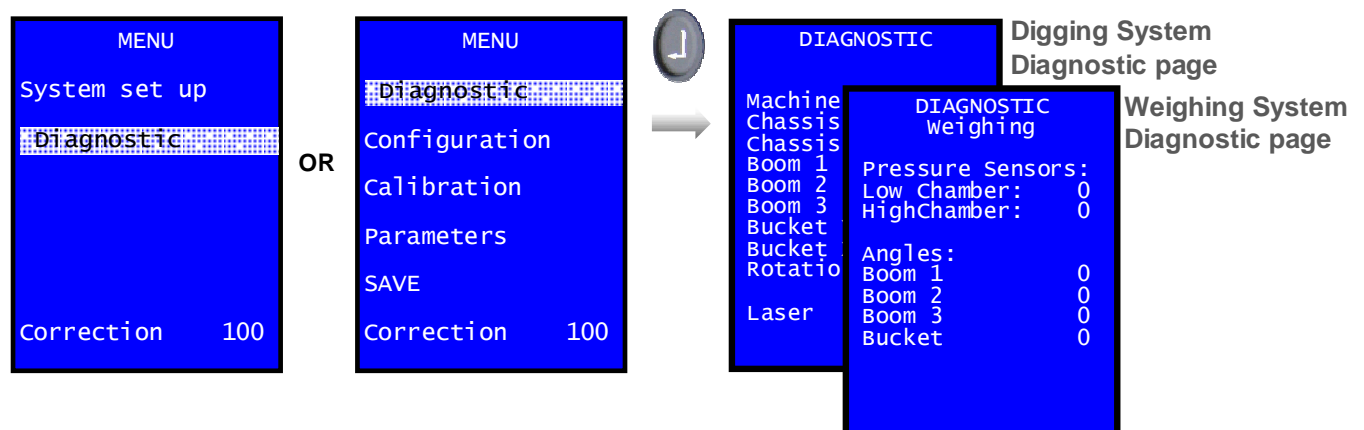 MENU
System set up
Diagnostic
Correction 100
OR
MENU
Diagnostic
Configuration
Calibration
Parameters
SAVE
Correction 100
DIAGNOSTIC
Machine
Chassis
Chassis
Boom 1
Boom 2
Boom 3
Bucket
Bucket
Rotatio
Laser
Digging System
Diagnostic page
DIAGNOSTIC
Weighing
Pressure Sensors:
Low Chamber: 0
HighChamber: 0
Angles:
Boom 1 0
Boom 2 0
Boom 3 0
Bucket 0
Weighing System
Diagnostic page